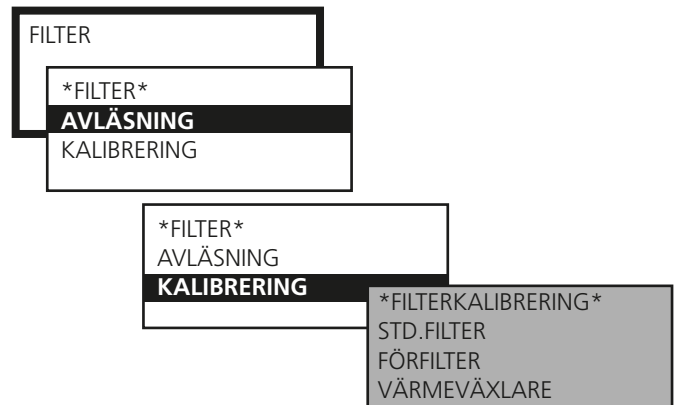 FILTER
*FILTER*
AVLÄSNING
KALIBRERING
*FILTER*
AVLÄSNING
KALIBRERING
*FILTERKALIBRERING*
STD.FILTER
FÖRFILTER
VÄRMEVÄXLARE